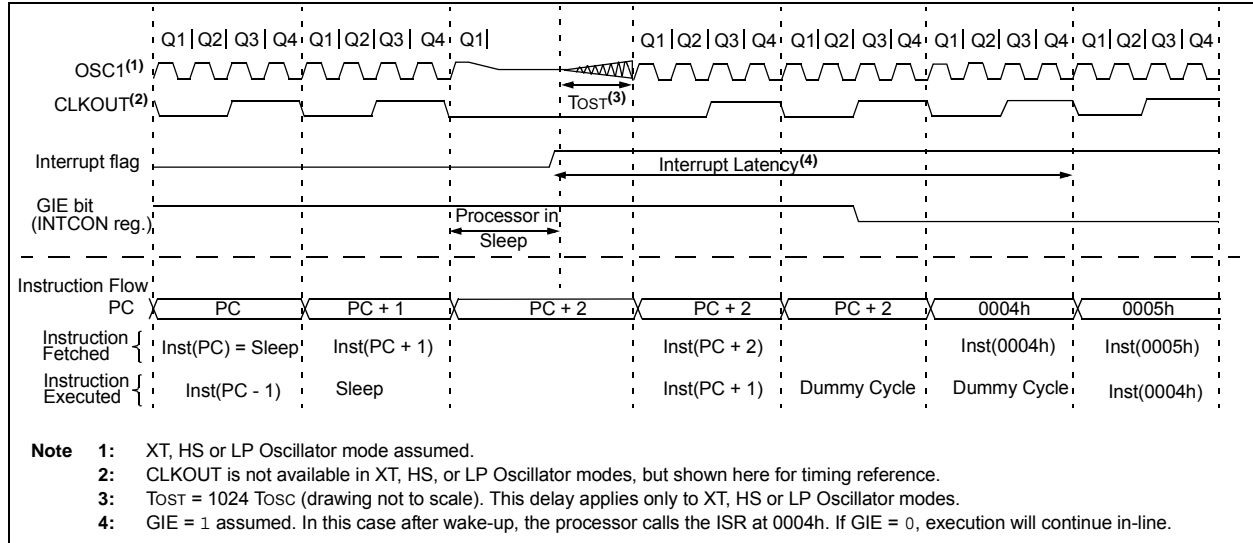 Q1 Q2 Q3 Q4 Q1 Q2 Q3 Q4 Q1 Q1 Q2 Q3 Q4 Q1 Q2 Q3 Q4 Q1 Q2 Q3 Q4 Q1 Q2 Q3 Q4
OSC1(1)
TOST(3)
CLKOUT(2)
Interrupt flag
Interrupt Latency(4)
GIE bit
(INTCON reg.)
Processor in
Sleep
Instruction Flow
PC PC PC + 1 PC + 2 PC + 2 PC + 2 0004h 0005h
Instruction
Fetched { Inst(PC) = Sleep Inst(PC + 1) Inst(PC + 2) Inst(0004h) Inst(0005h)
Instruction
Executed { Inst(PC - 1) Sleep Inst(PC + 1) Dummy Cycle Dummy Cycle Inst(0004h)
Note 1: XT, HS or LP Oscillator mode assumed.
2: CLKOUT is not available in XT, HS, or LP Oscillator modes, but shown here for timing reference.
3: TOST = 1024 TOSC (drawing not to scale). This delay applies only to XT, HS or LP Oscillator modes.
4: GIE = 1 assumed. In this case after wake-up, the processor calls the ISR at 0004h. If GIE = 0, execution will continue in-line.